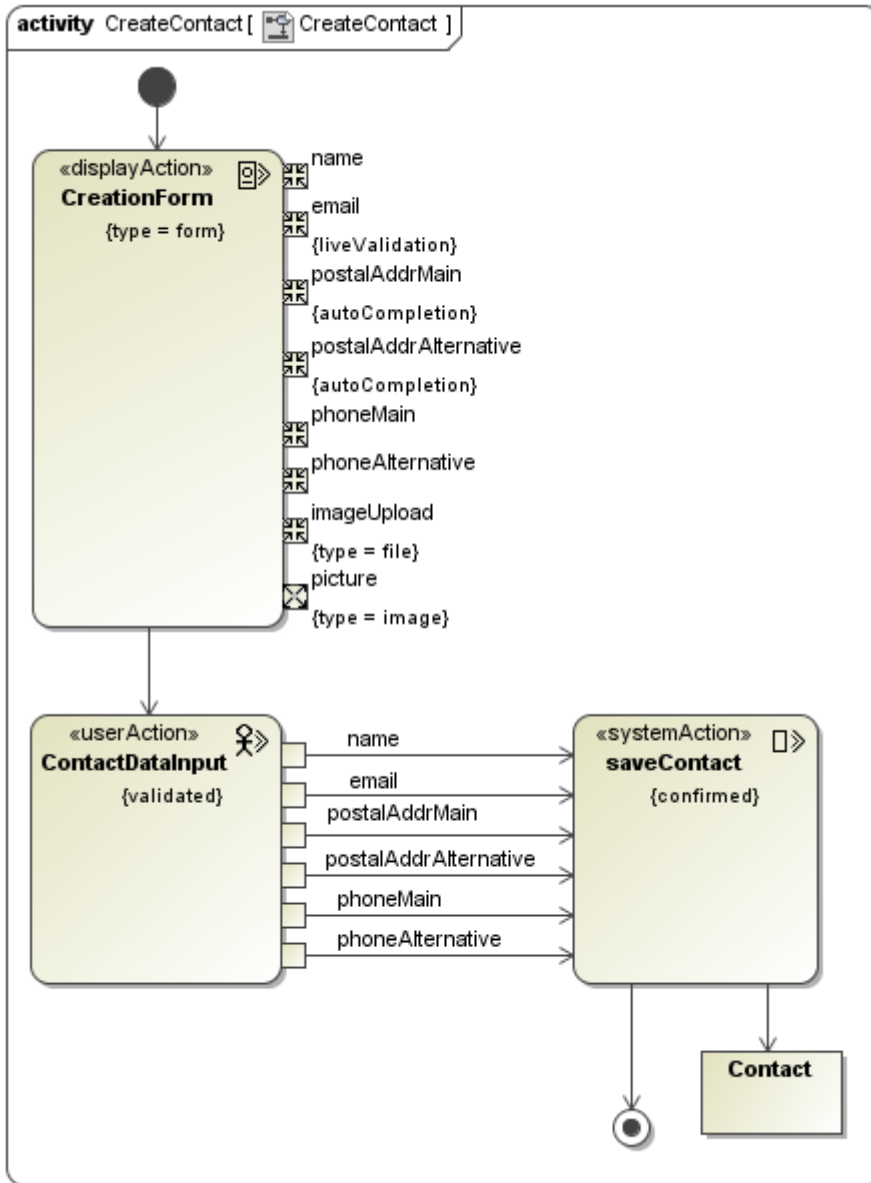 activity CreateContact [ CreateContact ]
«displayAction»
CreationForm
{type = form}
name
email
{liveValidation}
postalAddrMain
{autoCompletion}
postalAddrAlternative
{autoCompletion}
phoneMain
phoneAlternative
imageUpload
{type = file}
picture
{type = image}
«userAction»
ContactDataInput
{validated}
name
email
postalAddrMain
postalAddrAlternative
phoneMain
phoneAlternative
«systemAction»
saveContact
{confirmed}
Contact